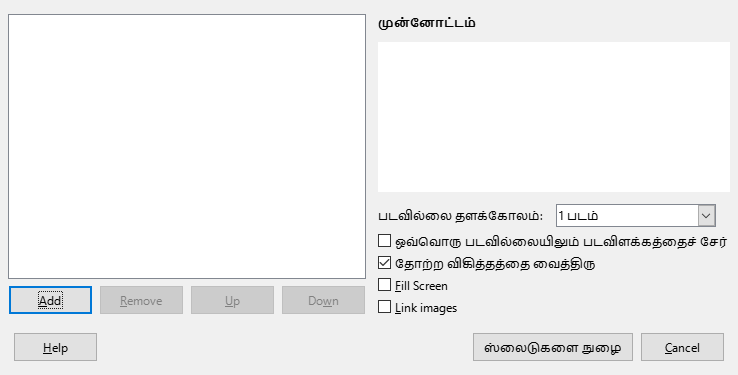 முன்னோட்டம்
படவில்லை தளக்கோலம்: 1 படம்
ஒவ்வொரு படவில்லையிலும் படவிளக்கத்தைச் சேர்
தோற்ற விகித்தத்தை வைத்திரு
Add Remove Up Down
Fill Screen
Link images
Help ஸ்லைடுகளை நுழை Cancel